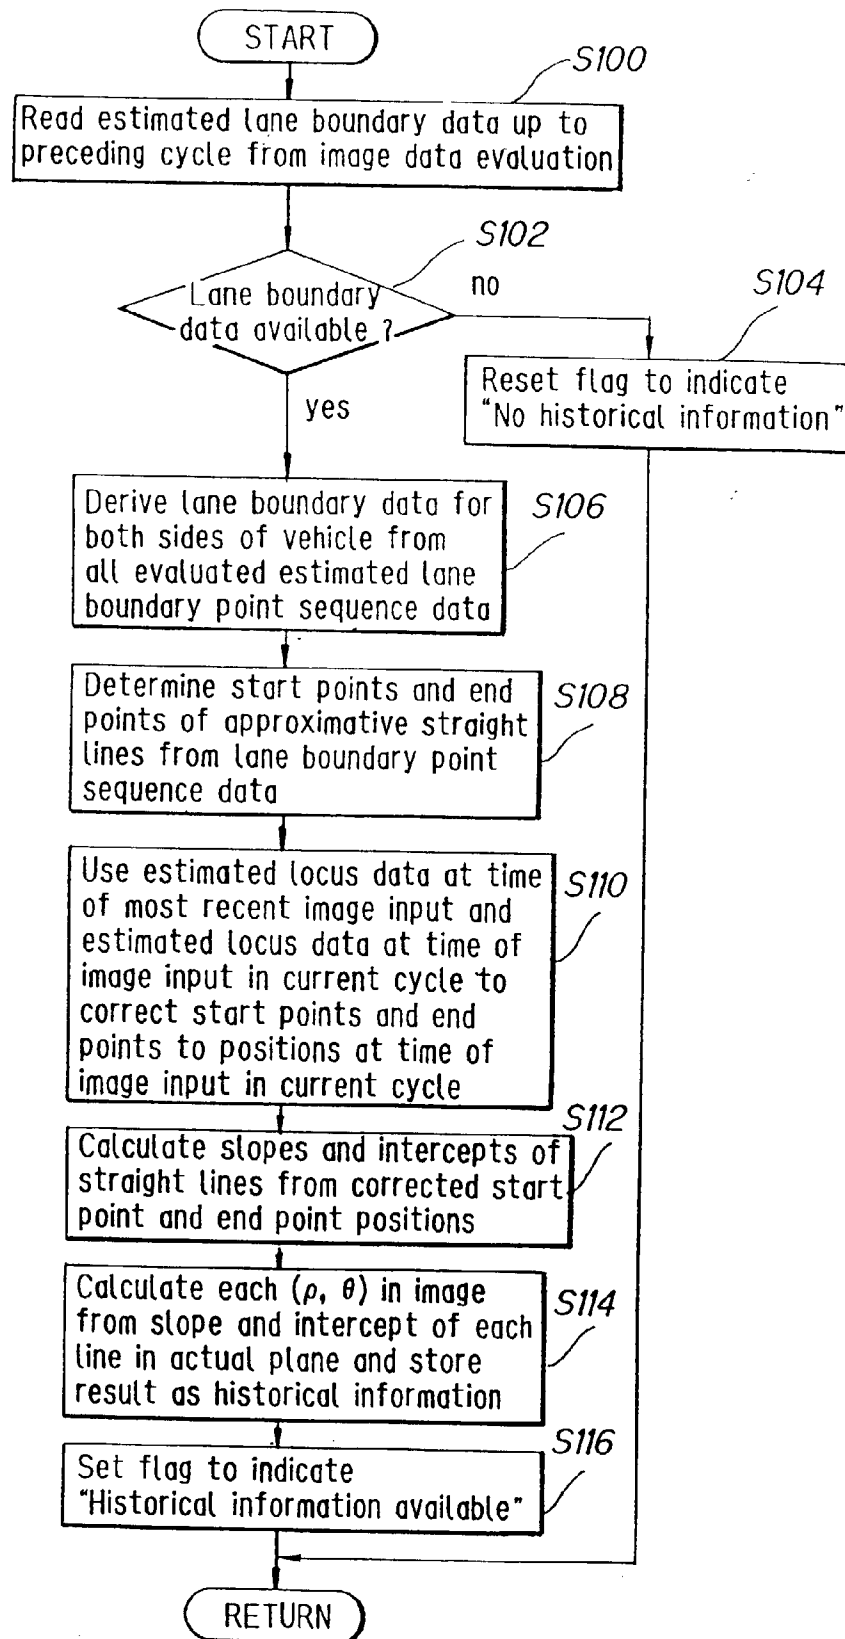 START
S100
Read estimated lane boundary data up to
preceding cycle from image data evaluation
S102
Lane boundary
data available ?
no
yes
S104
Reset flag to indicate
“No historical information”
Derive lane boundary data for
both sides of vehicle from
all evaluated estimated lane
boundary point sequence data
S106
Determine start points and end
points of approximative straight
lines from lane boundary point
sequence data
S108
Use estimated locus data at time
of most recent image input and
estimated locus data at time of
image input in current cycle to
correct start points and end
points to positions at time of
image input in current cycle
S110
S112
Calculate slopes and intercepts of
straight lines from corrected start
point and end point positions
Calculate each (ρ, θ) in image
from slope and intercept of each
line in actual plane and store
result as historical information
S114
S116
Set flag to indicate
“Historical information available”
RETURN